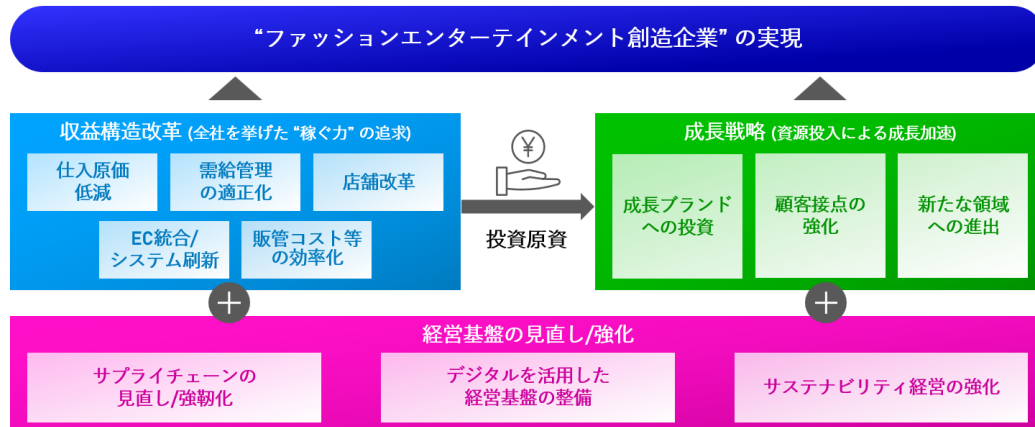 “ファッションエンターテインメント創造企業” の実現
収益構造改革 (全社を挙げた “稼ぐ力” の追求)
仕入原価
低減
需給管理
の適正化
店舗改革
EC統合/
システム刷新
販管コスト等
の効率化
¥
投資原資
成長戦略 (資源投入による成長加速)
成長ブランド
への投資
顧客接点の
強化
新たな領域
への進出
経営基盤の見直し/強化
サプライチェーンの
見直し/強靭化
デジタルを活用した
経営基盤の整備
サステナビリティ経営の強化